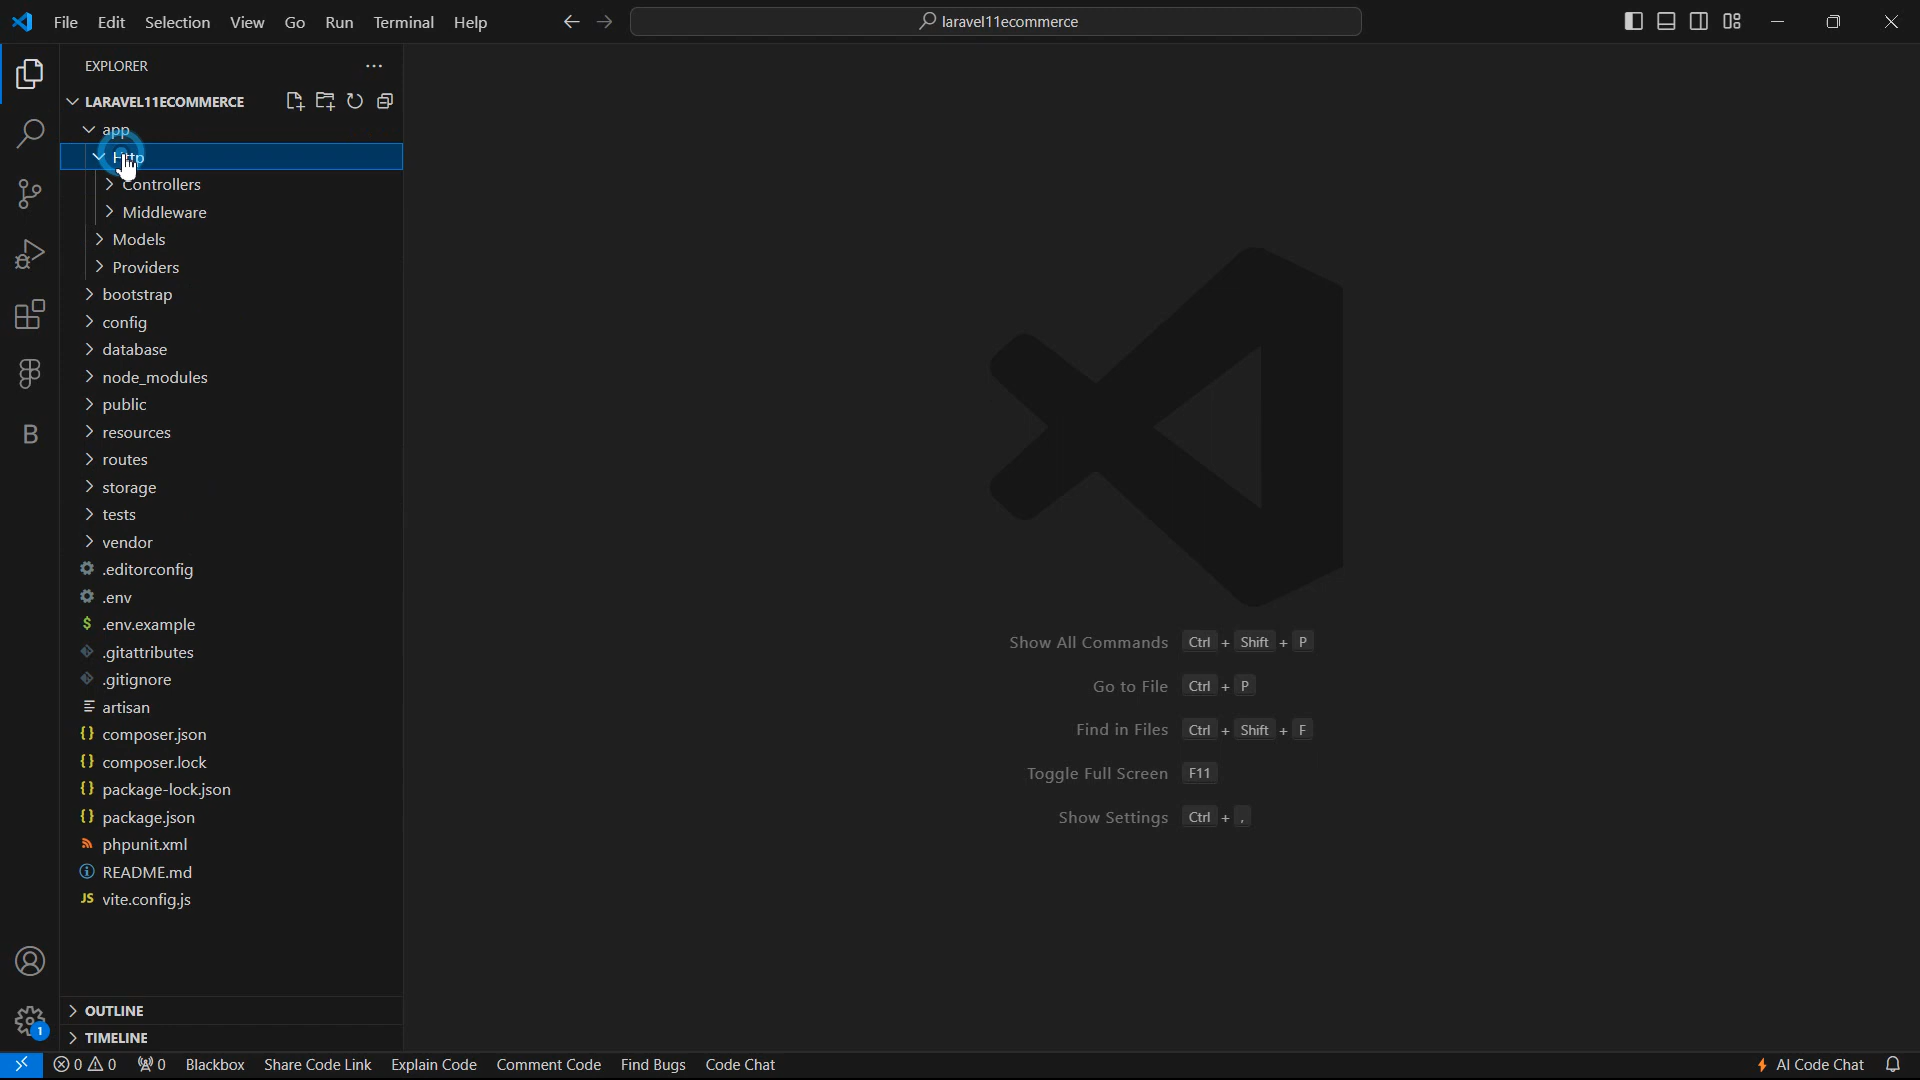 File Edit Selection View Go Run Terminal Help
laravel11ecommerce
EXPLORER
LARAVEL11ECOMMERCE
app
Http
Controllers
Middleware
Models
Providers
bootstrap
config
database
node_modules
public
resources
routes
storage
tests
vendor
.editorconfig
.env
.env.example
.gitattributes
.gitignore
artisan
composer.json
composer.lock
package-lock.json
package.json
phpunit.xml
README.md
JS vite.config.js
OUTLINE
TIMELINE
B
1
Show All Commands Ctrl + Shift + P
Go to File Ctrl + P
Find in Files Ctrl + Shift + F
Toggle Full Screen F11
Show Settings Ctrl + ,
0 0 0 Blackbox Share Code Link Explain Code Comment Code Find Bugs Code Chat AI Code Chat